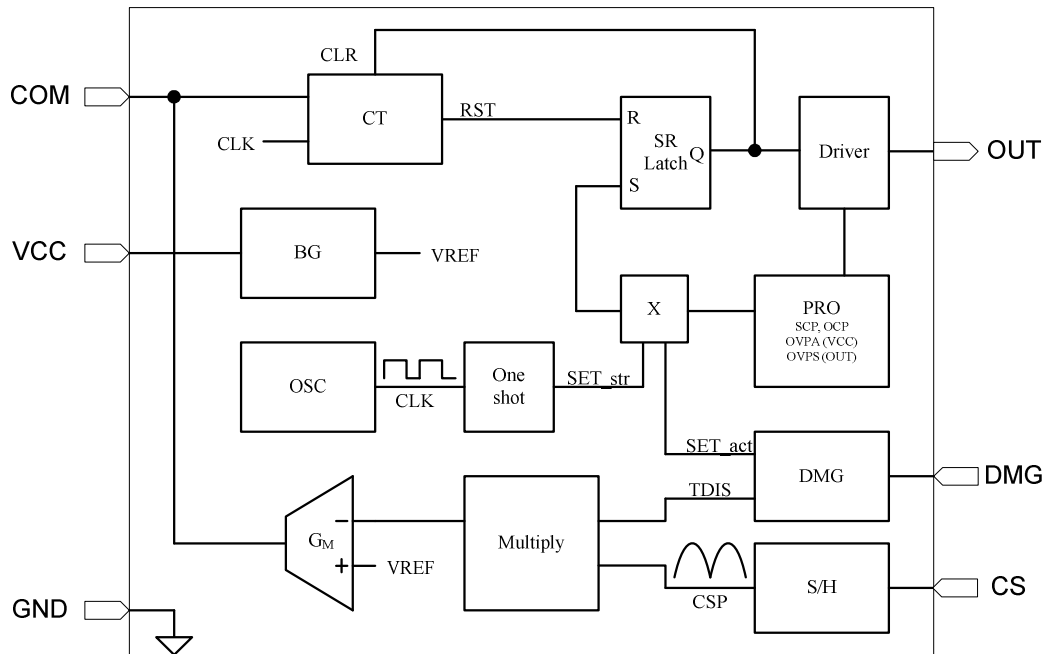 CLR
COM
CT
RST
CLK
R
SR
Latch
Q
S
Driver
OUT
VCC
BG
VREF
X
PRO
SCP, OCP
OVPA (VCC)
OVPS (OUT)
OSC
CLK
One
shot
SET_str
SET_act
DMG
DMG
TDIS
GM
−
+
VREF
Multiply
CSP
S/H
CS
GND